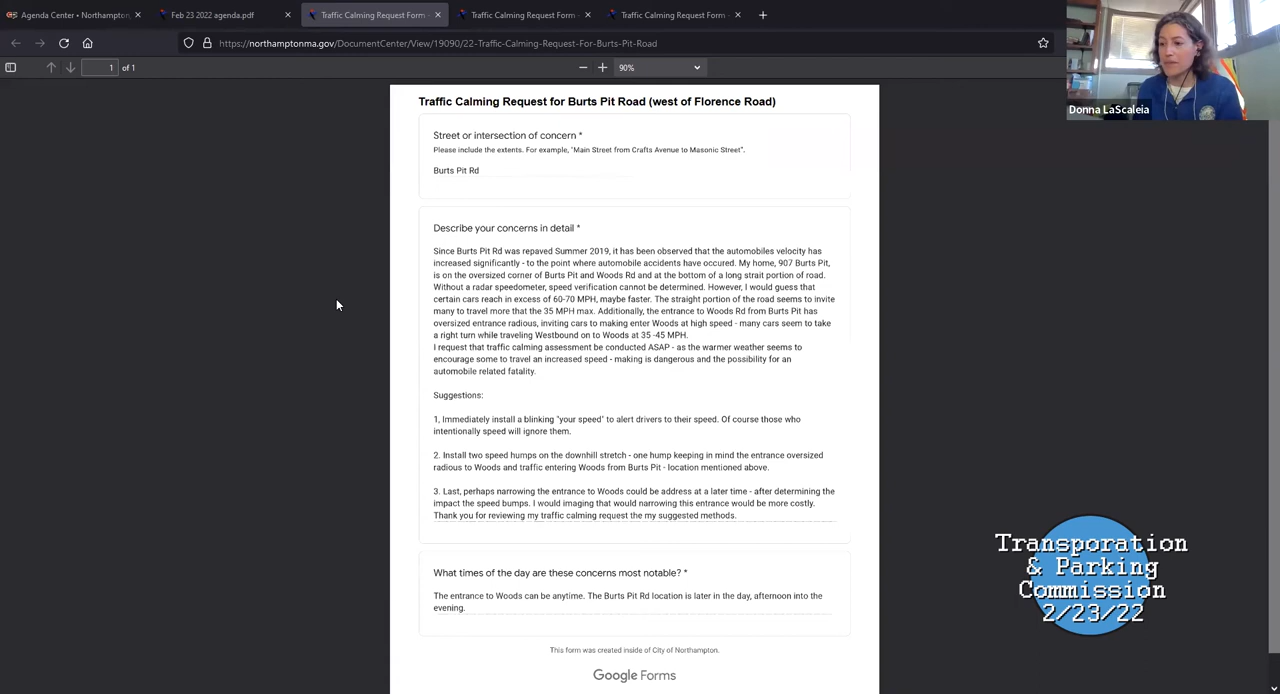 Agenda Center • Northampton,
Feb 23 2022 agenda.pdf
Traffic Calming Request Form -
Traffic Calming Request Form -
Traffic Calming Request Form -
https://northamptonma.gov/DocumentCenter/View/19090/22-Traffic-Calming-Request-For-Burts-Pit-Road
1 of 1
90%
Donna LaScaleia
Traffic Calming Request for Burts Pit Road (west of Florence Road)
Street or intersection of concern *
Please include the extents. For example, "Main Street from Crafts Avenue to Masonic Street".
Burts Pit Rd
Describe your concerns in detail *
Since Burts Pit Rd was repaved Summer 2019, it has been observed that the automobiles velocity has
increased significantly - to the point where automobile accidents have occured. My home, 907 Burts Pit,
is on the oversized corner of Burts Pit and Woods Rd and at the bottom of a long strait portion of road.
Without a radar speedometer, speed verification cannot be determined. However, I would guess that
certain cars reach in excess of 60-70 MPH, maybe faster. The straight portion of the road seems to invite
many to travel more that the 35 MPH max. Additionally, the entrance to Woods Rd from Burts Pit has
oversized entrance radious, inviting cars to making enter Woods at high speed - many cars seem to take
a right turn while traveling Westbound on to Woods at 35 -45 MPH.
I request that traffic calming assessment be conducted ASAP - as the warmer weather seems to
encourage some to travel an increased speed - making is dangerous and the possibility for an
automobile related fatality.
Suggestions:
1, Immediately install a blinking "your speed" to alert drivers to their speed. Of course those who
intentionally speed will ignore them.
2. Install two speed humps on the downhill stretch - one hump keeping in mind the entrance oversized
radious to Woods and traffic entering Woods from Burts Pit - location mentioned above.
3. Last, perhaps narrowing the entrance to Woods could be address at a later time - after determining the
impact the speed bumps. I would imaging that would narrowing this entrance would be more costly.
Thank you for reviewing my traffic calming request the my suggested methods.
What times of the day are these concerns most notable? *
The entrance to Woods can be anytime. The Burts Pit Rd location is later in the day, afternoon into the
evening.
This form was created inside of City of Northampton.
Google Forms
Transporation
& Parking
Commission
2/23/22